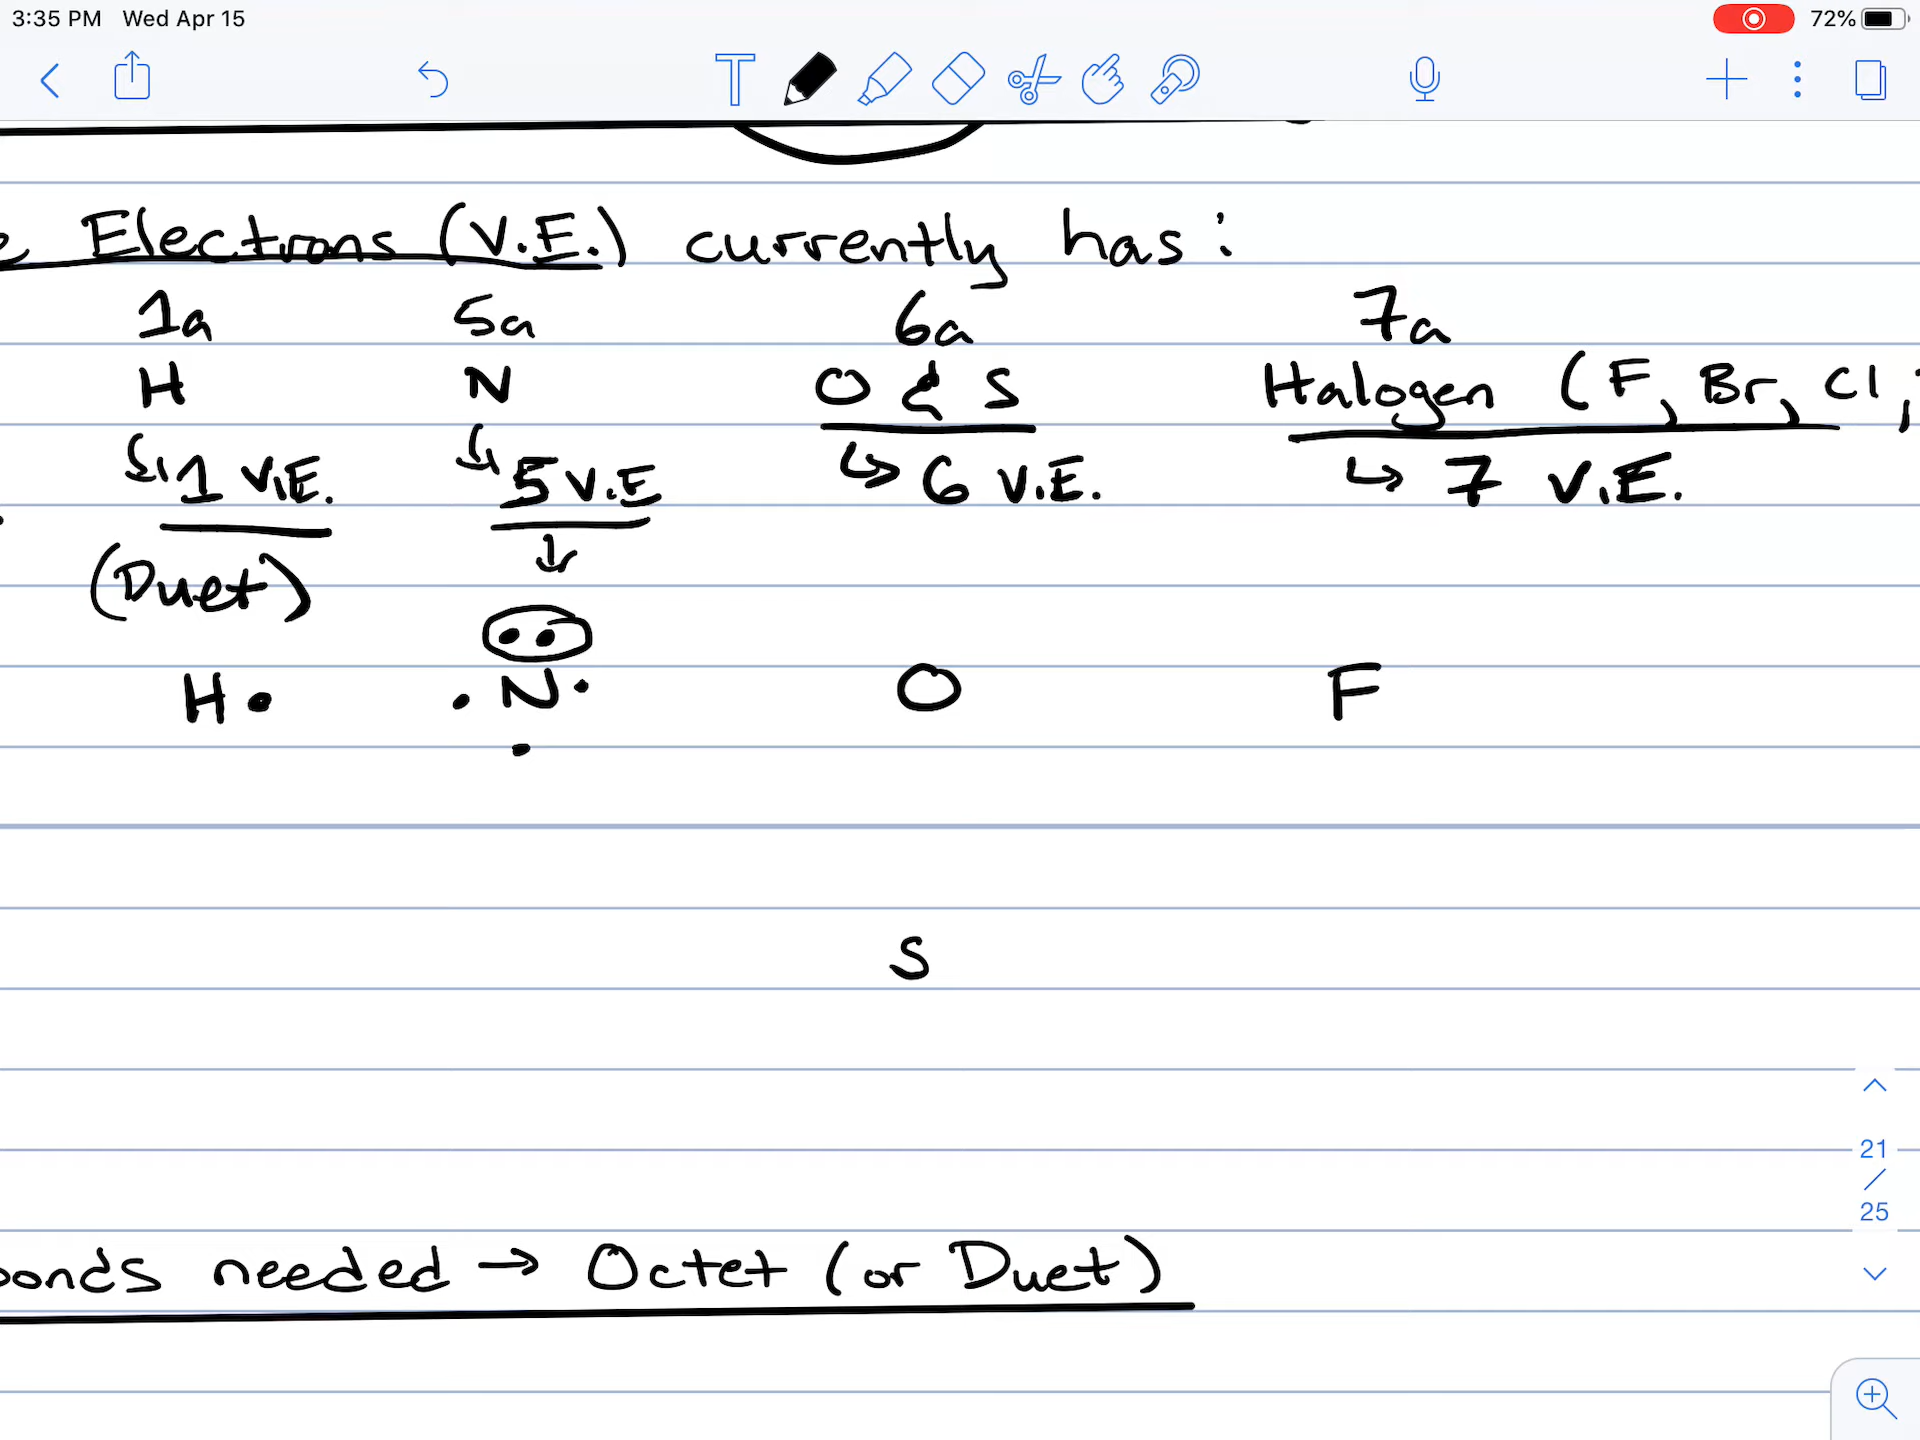 3:35 PM Wed Apr 15 72%
Electrons (V.E.) currently has:
1a 5a 6a 7a
H N O & S Halogen (F, Br, Cl,
↳1 V.E. ↳5 V.E ↳ 6 V.E. ↳ 7 V.E.
(Duet) ↓
H• •N• O F
S
21
/
25
onds needed → Octet (or Duet)